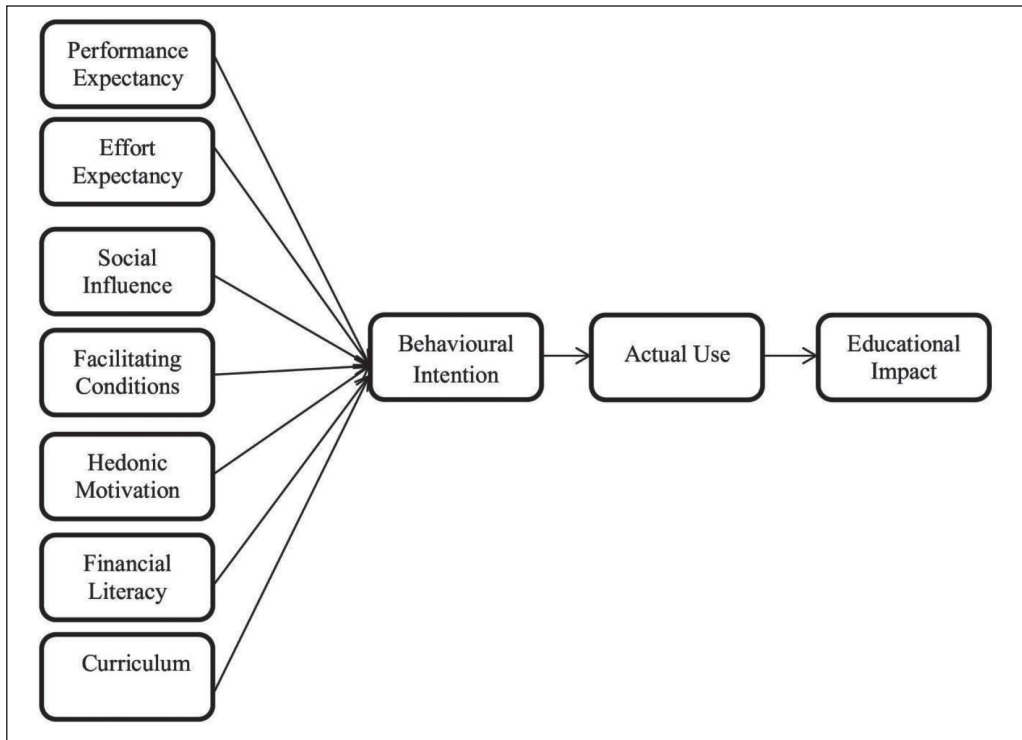 Performance
Expectancy
Effort
Expectancy
Social
Influence
Facilitating
Conditions
Hedonic
Motivation
Financial
Literacy
Curriculum
Behavioural
Intention
Actual Use
Educational
Impact